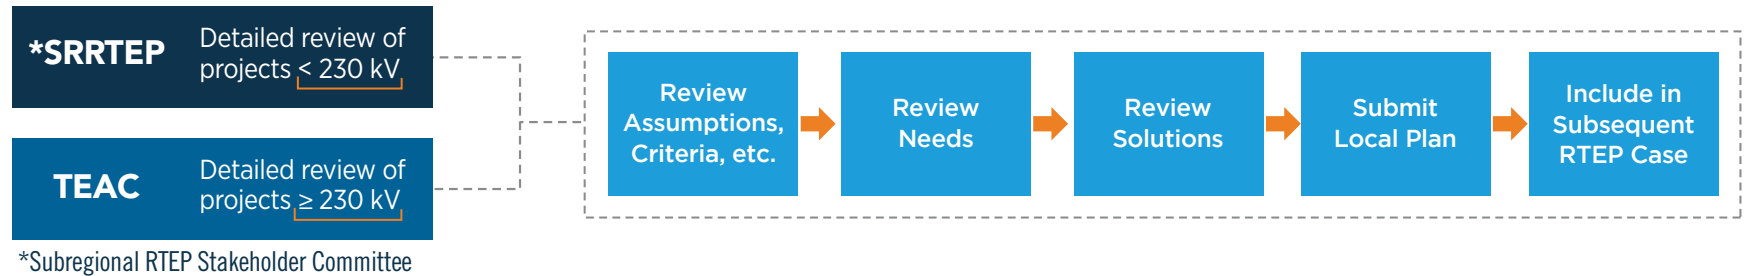 *SRRTEP
Detailed review of
projects < 230 kV
TEAC
Detailed review of
projects ≥ 230 kV
*Subregional RTEP Stakeholder Committee
Review
Assumptions,
Criteria, etc.
Review
Needs
Review
Solutions
Submit
Local Plan
Include in
Subsequent
RTEP Case